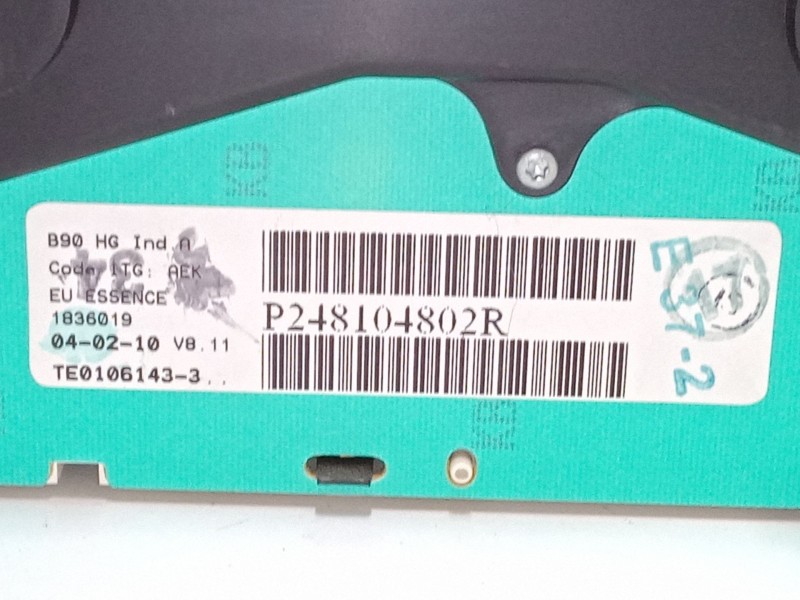 B90 HG Ind.A
Code ITG: AEK
EU ESSENCE
1836019
04-02-10 V8.11
TE0106143-3..
P248104802R
E37-2